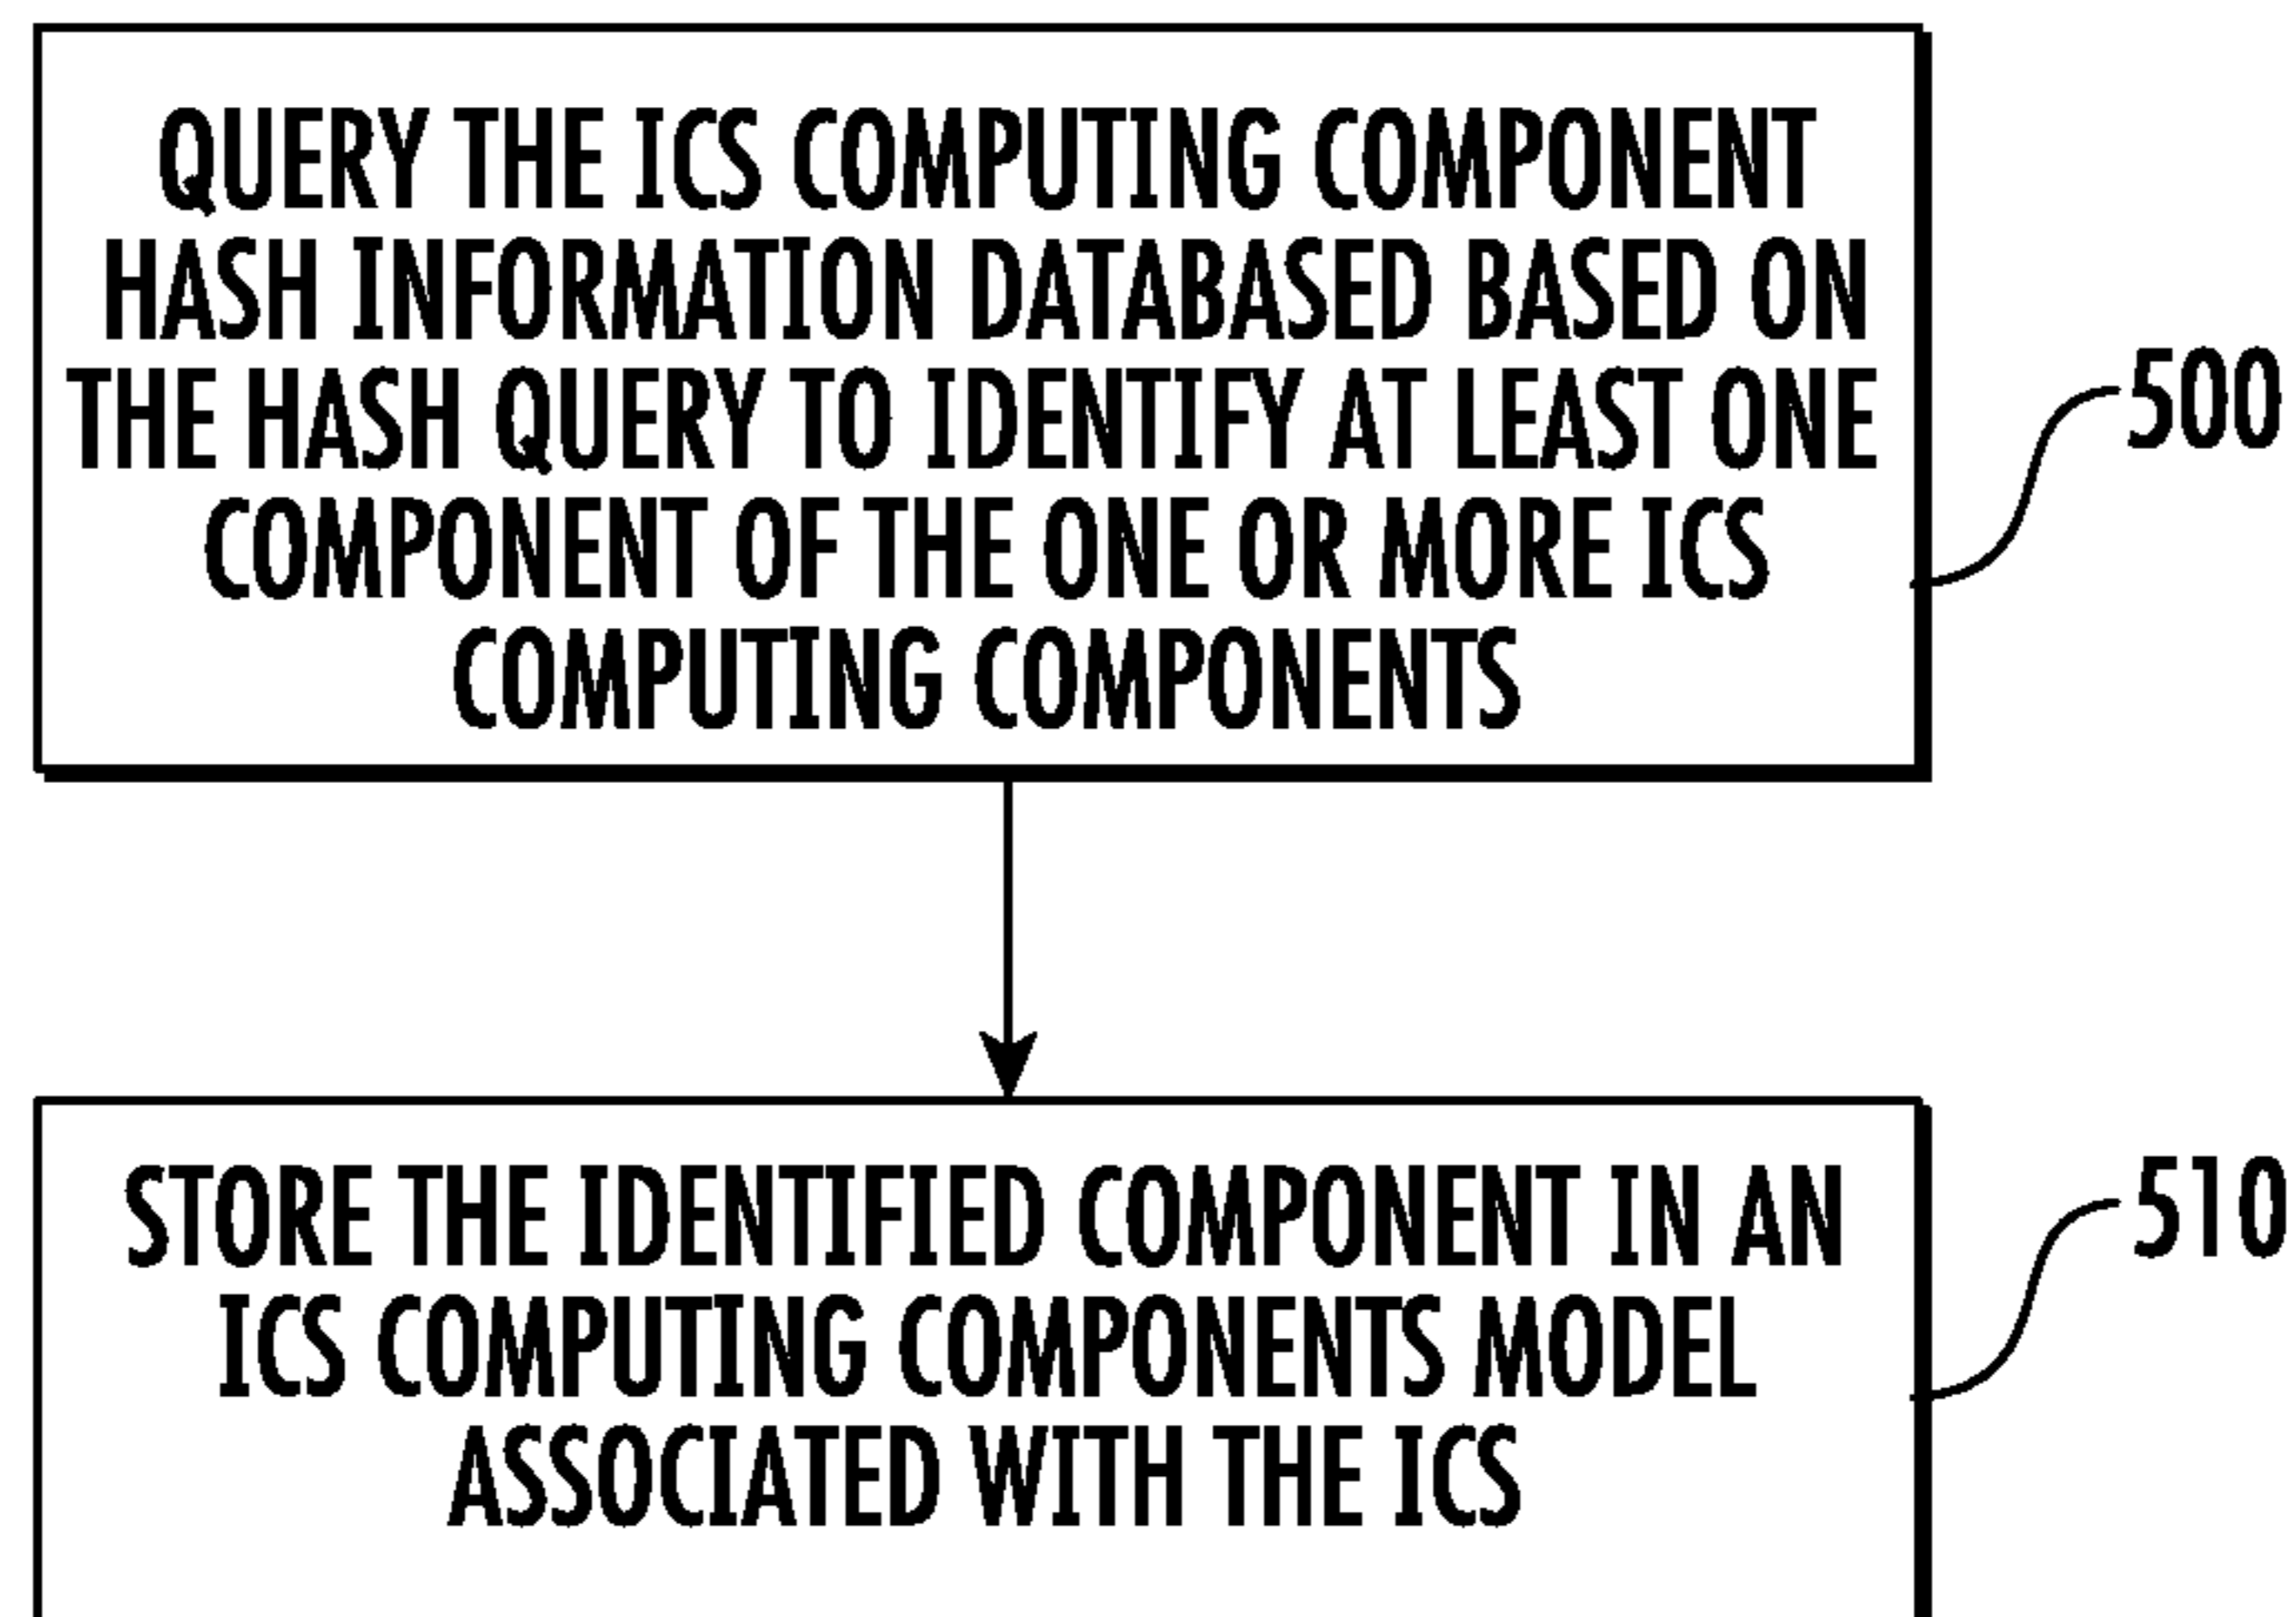 QUERY THE ICS COMPUTING COMPONENT
HASH INFORMATION DATABASED BASED ON
THE HASH QUERY TO IDENTIFY AT LEAST ONE
COMPONENT OF THE ONE OR MORE ICS
COMPUTING COMPONENTS
500
STORE THE IDENTIFIED COMPONENT IN AN
ICS COMPUTING COMPONENTS MODEL
ASSOCIATED WITH THE ICS
510